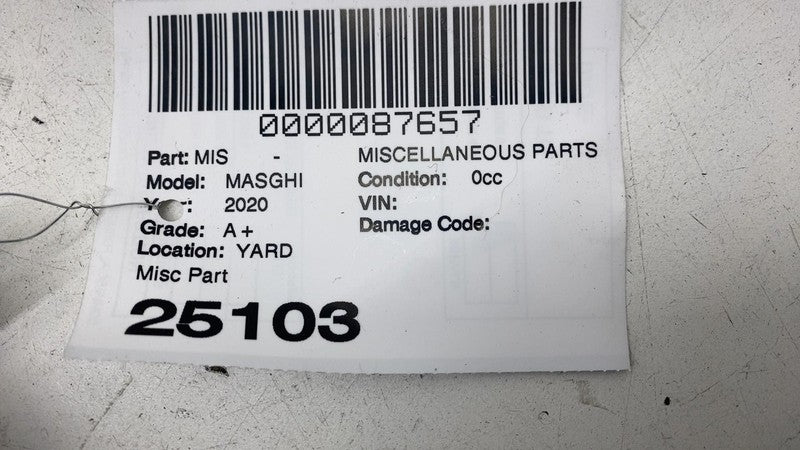 0000087657
Part: MIS - MISCELLANEOUS PARTS
Model: MASGHI Condition: 0cc
2020 VIN:
Grade: A+ Damage Code:
Location: YARD
Misc Part
25103